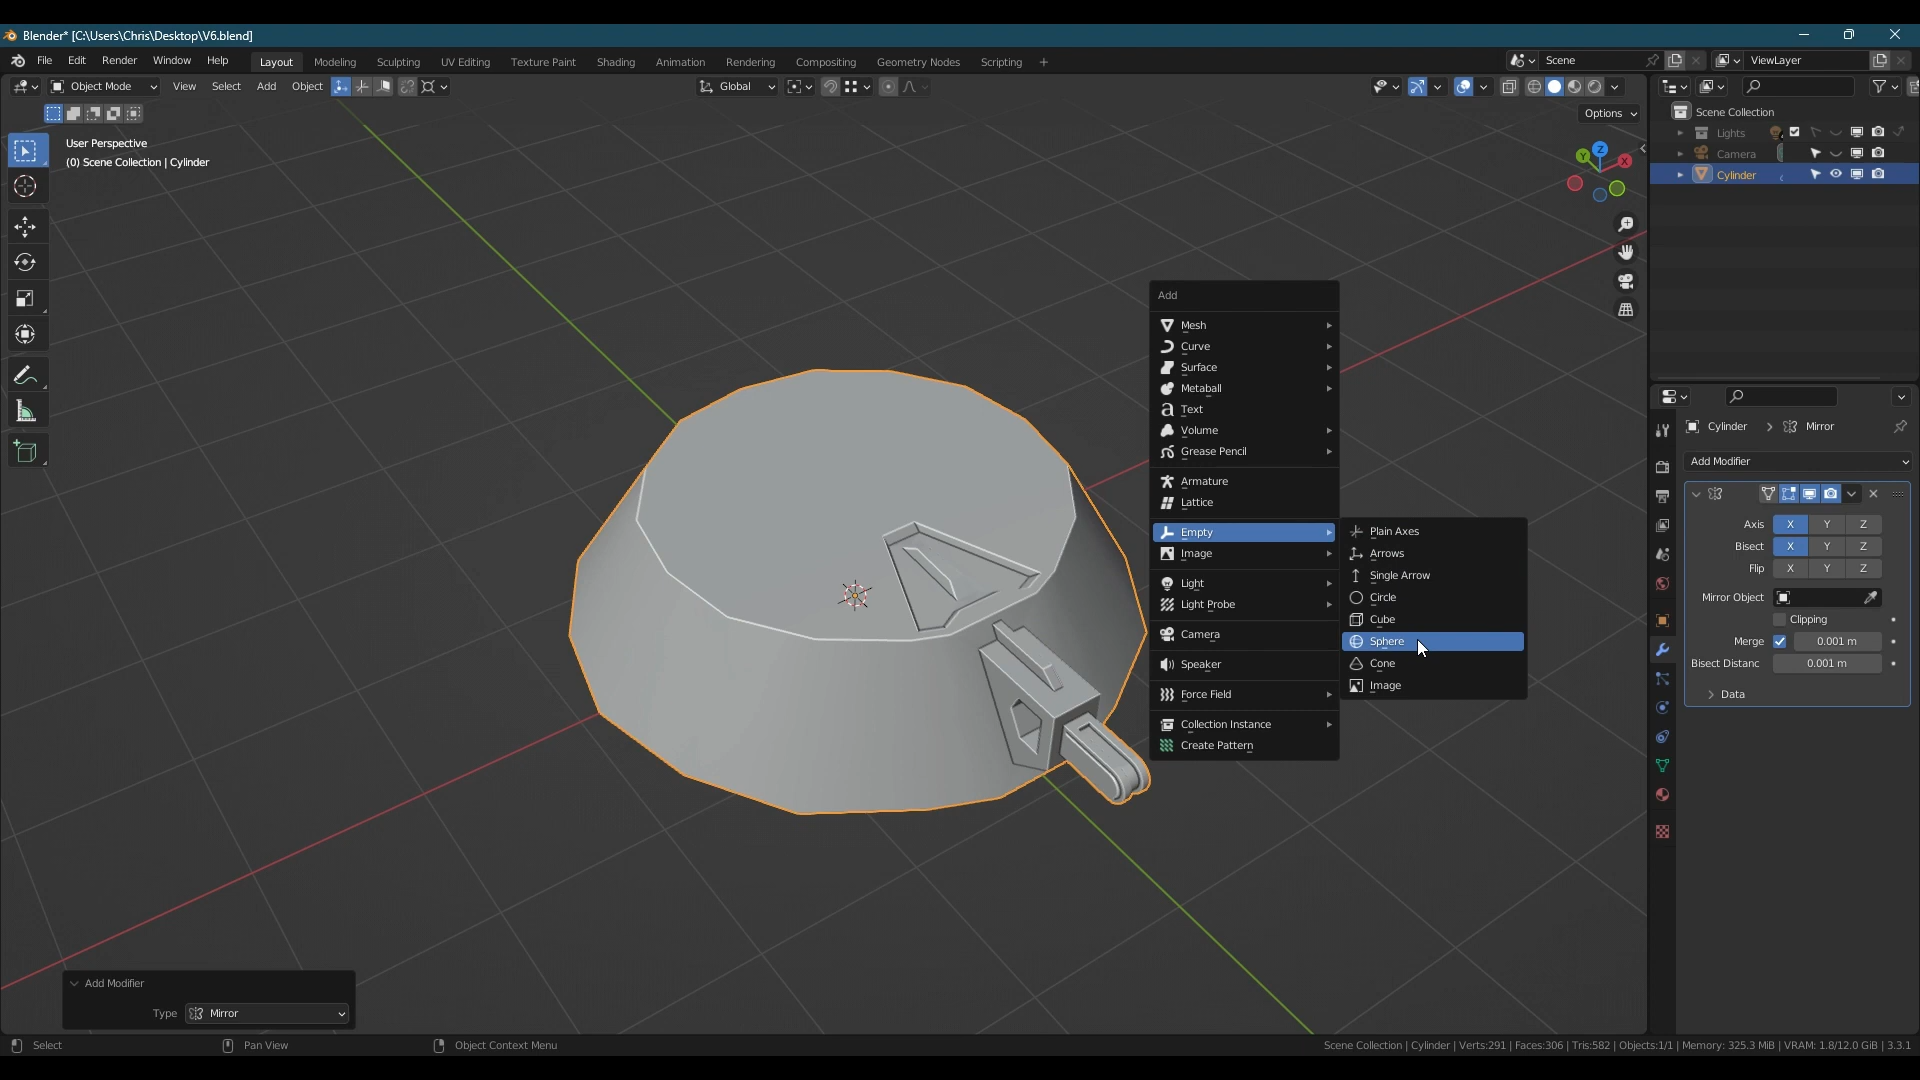 Blender* [C:\Users\Chris\Desktop\V6.blend]
File Edit Render Window Help Layout Modeling Sculpting UV Editing Texture Paint Shading Animation Rendering Compositing Geometry Nodes Scripting + Scene ViewLayer
Object Mode View Select Add Object Global
Options
User Perspective
(0) Scene Collection | Cylinder
Z
Y
X
Scene Collection
Lights
Camera
Cylinder
Add
Mesh
Curve
Surface
Metaball
Text
Volume
Grease Pencil
Armature
Lattice
Empty
Image
Light
Light Probe
Camera
Speaker
Force Field
Collection Instance
Create Pattern
Plain Axes
Arrows
Single Arrow
Circle
Cube
Sphere
Cone
Image
Cylinder > Mirror
Add Modifier
Axis X Y Z
Bisect X Y Z
Flip X Y Z
Mirror Object
Clipping
Merge 0.001 m
Bisect Distanc 0.001 m
Data
Add Modifier
Type Mirror
Select Pan View Object Context Menu
Scene Collection | Cylinder | Verts:291 | Faces:306 | Tris:582 | Objects:1/1 | Memory: 325.3 MiB | VRAM: 1.8/12.0 GiB | 3.3.1